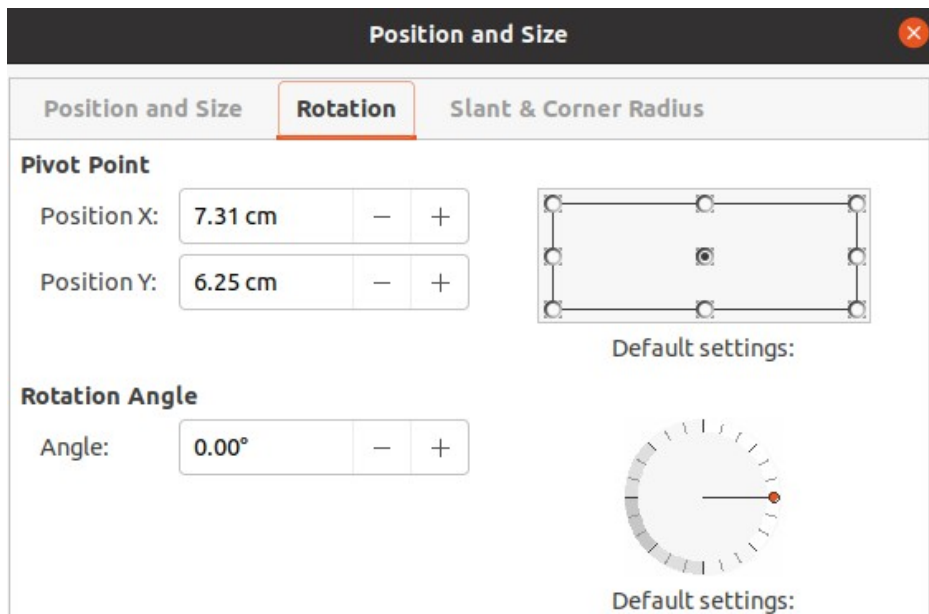 Position and Size
Position and Size Rotation Slant & Corner Radius
Pivot Point
Position X: 7.31 cm − +
Position Y: 6.25 cm − +
Default settings:
Rotation Angle
Angle: 0.00° − +
Default settings: